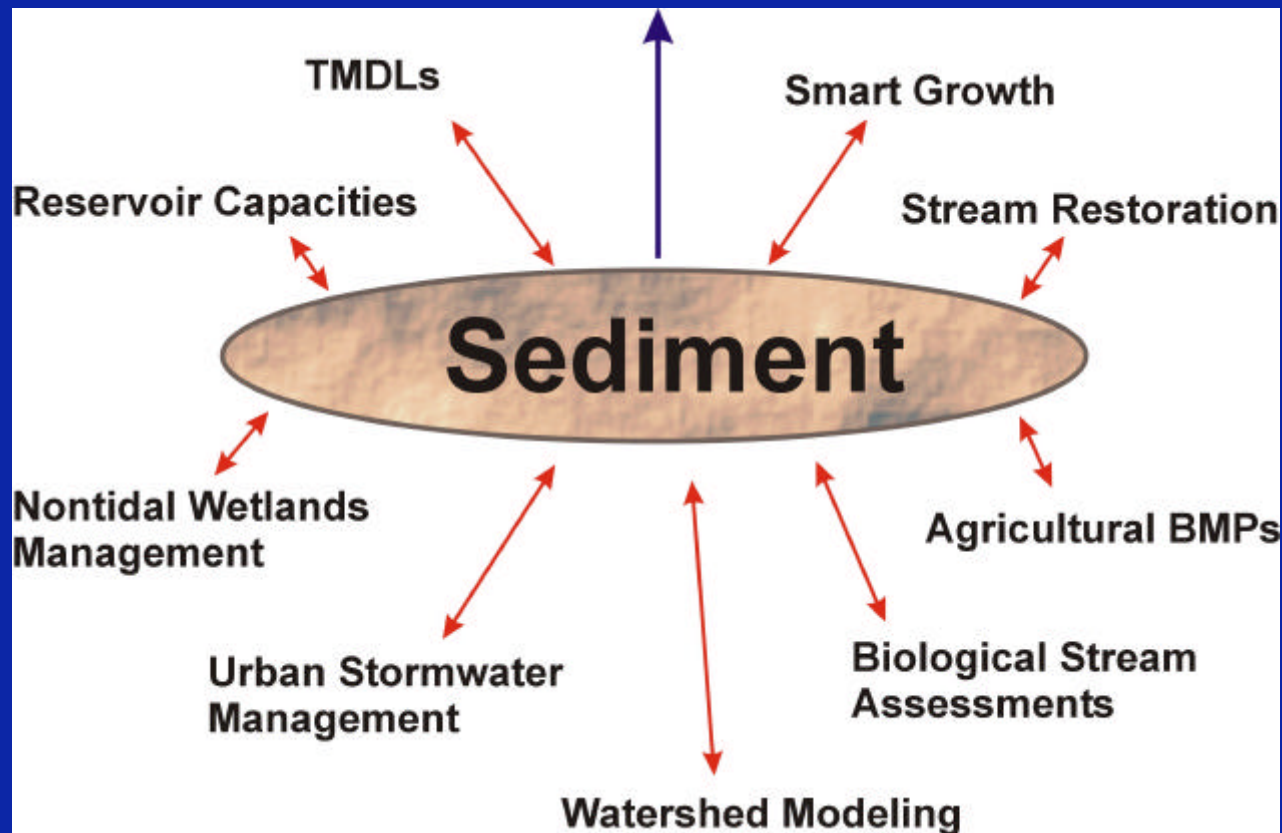 TMDLs
Smart Growth
Reservoir Capacities
Stream Restoration
Sediment
Nontidal Wetlands
Management
Agricultural BMPs
Urban Stormwater
Management
Biological Stream
Assessments
Watershed Modeling